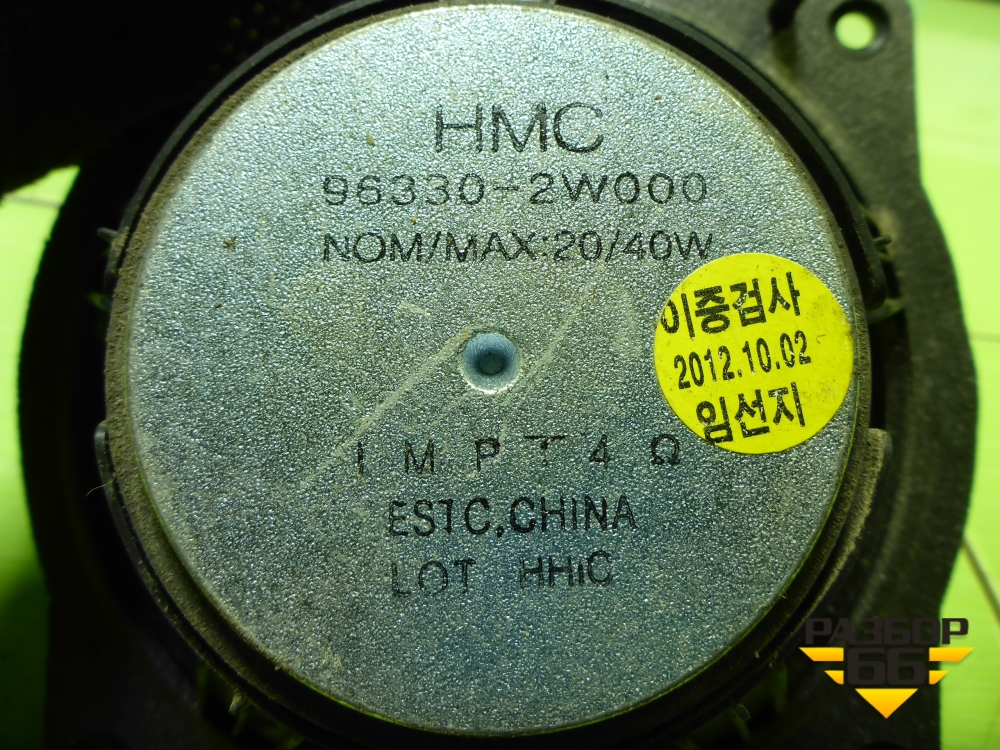 HMC
96330-2W000
NOM/MAX:20/40W
이중검사
2012.10.02
임선지
IMPT 4 Ω
ESTC,CHINA
LOT HHIC
РАЗБОР
66